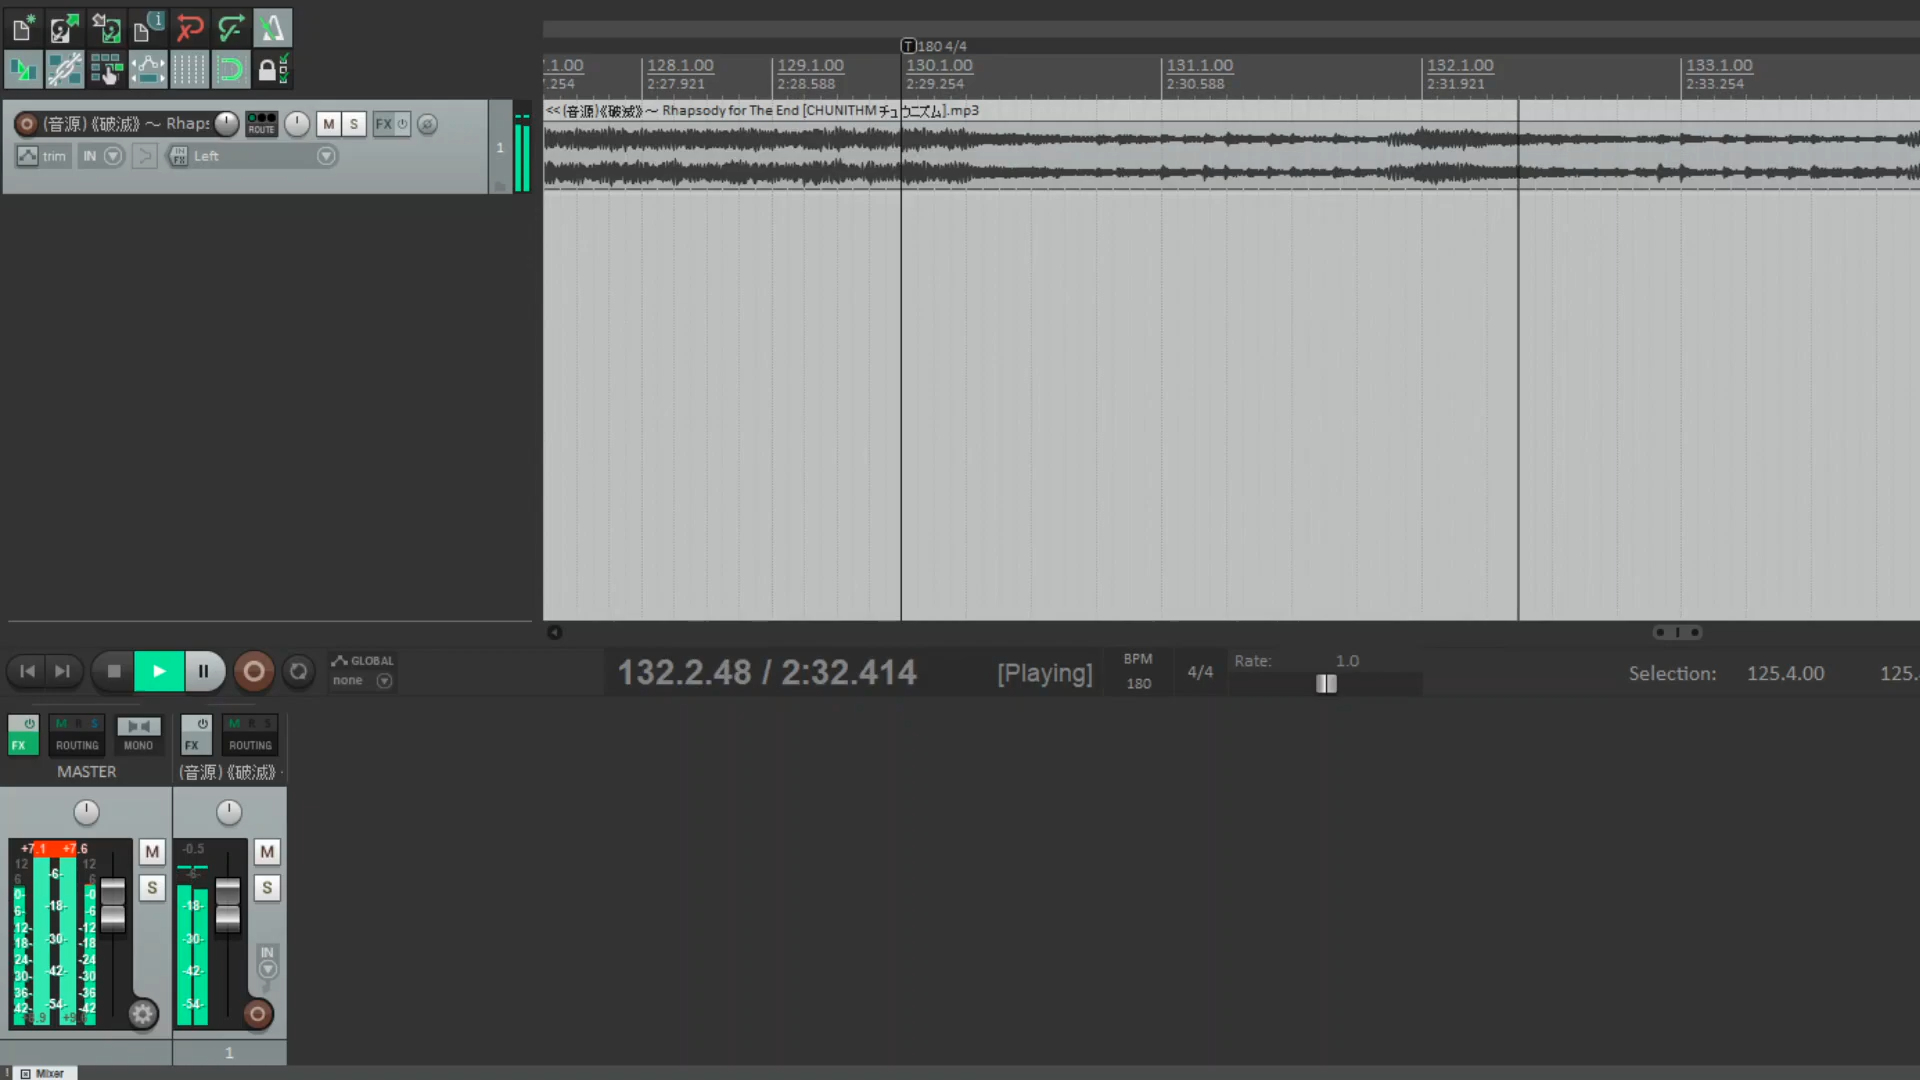 180 4/4
.1.00 128.1.00 129.1.00 130.1.00 131.1.00 132.1.00 133.1.00
.254 2:27.921 2:28.588 2:29.254 2:30.588 2:31.921 2:33.254
<< (音源)《破滅》〜 Rhapsody for The End [CHUNITHM チュウニズム].mp3
(音源)《破滅》 〜 Rhaps
ROUTE
M S FX
1
trim IN IN FX Left
GLOBAL
none
132.2.48 / 2:32.414
[Playing]
BPM
180
4/4
Rate: 1.0
Selection: 125.4.00 125.
FX M R S ROUTING MONO
FX M R S ROUTING
MASTER
(音源)《破滅》
+7.1 +7.6
12 12
6 -6- 6
0- -0
6- -18- -6
12- -12
18- -30- -18
24- -24
30- -42- -30
36- -36
42- -54- -42
M
S
-0.5
-6-
-18-
-30-
-42-
-54-
M
S
IN
1
Mixer